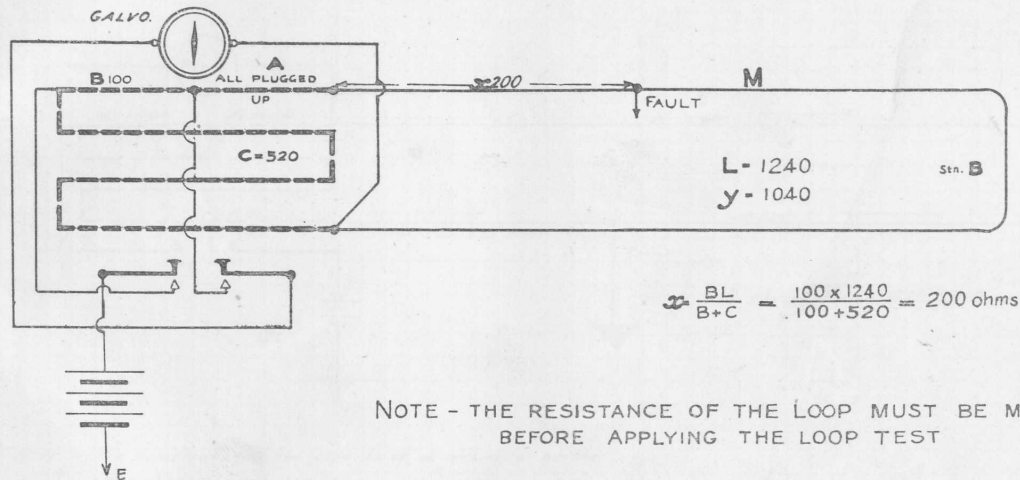 GALVO.
A
B 100
ALL PLUGGED
UP
x 200
FAULT
M
C = 520
L - 1240
y - 1040
Stn. B
x = BL / B+C = 100 x 1240 / 100 + 520 = 200 ohms
NOTE - THE RESISTANCE OF THE LOOP MUST BE
BEFORE APPLYING THE LOOP TEST
E